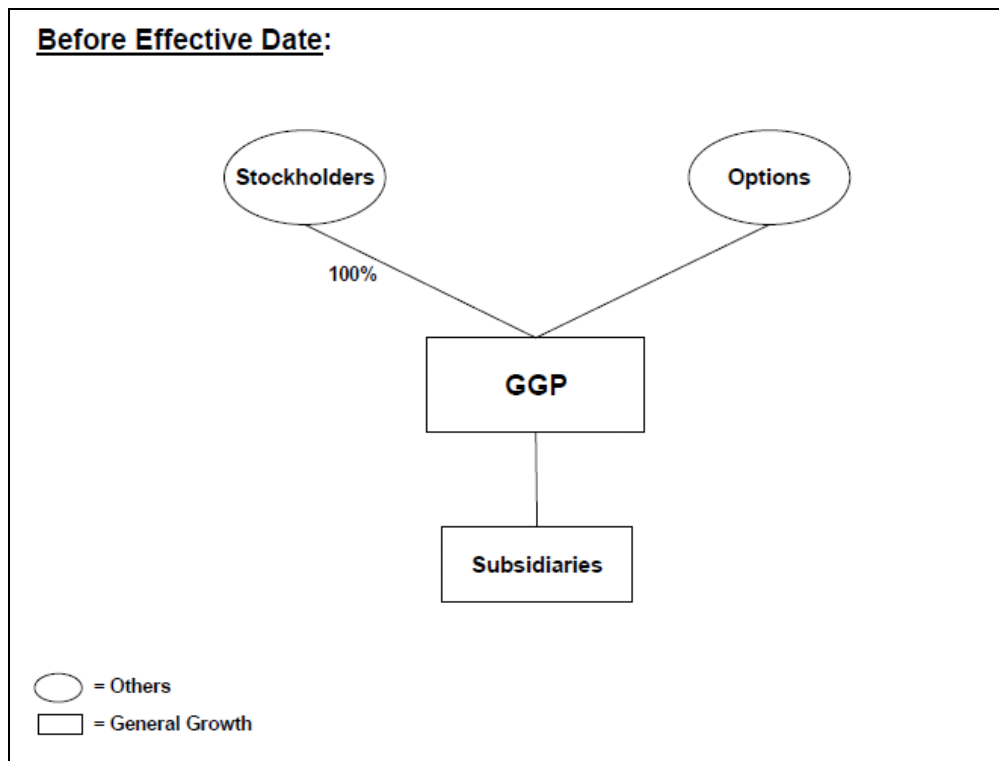 Before Effective Date:
Stockholders
Options
100%
GGP
Subsidiaries
= Others
= General Growth